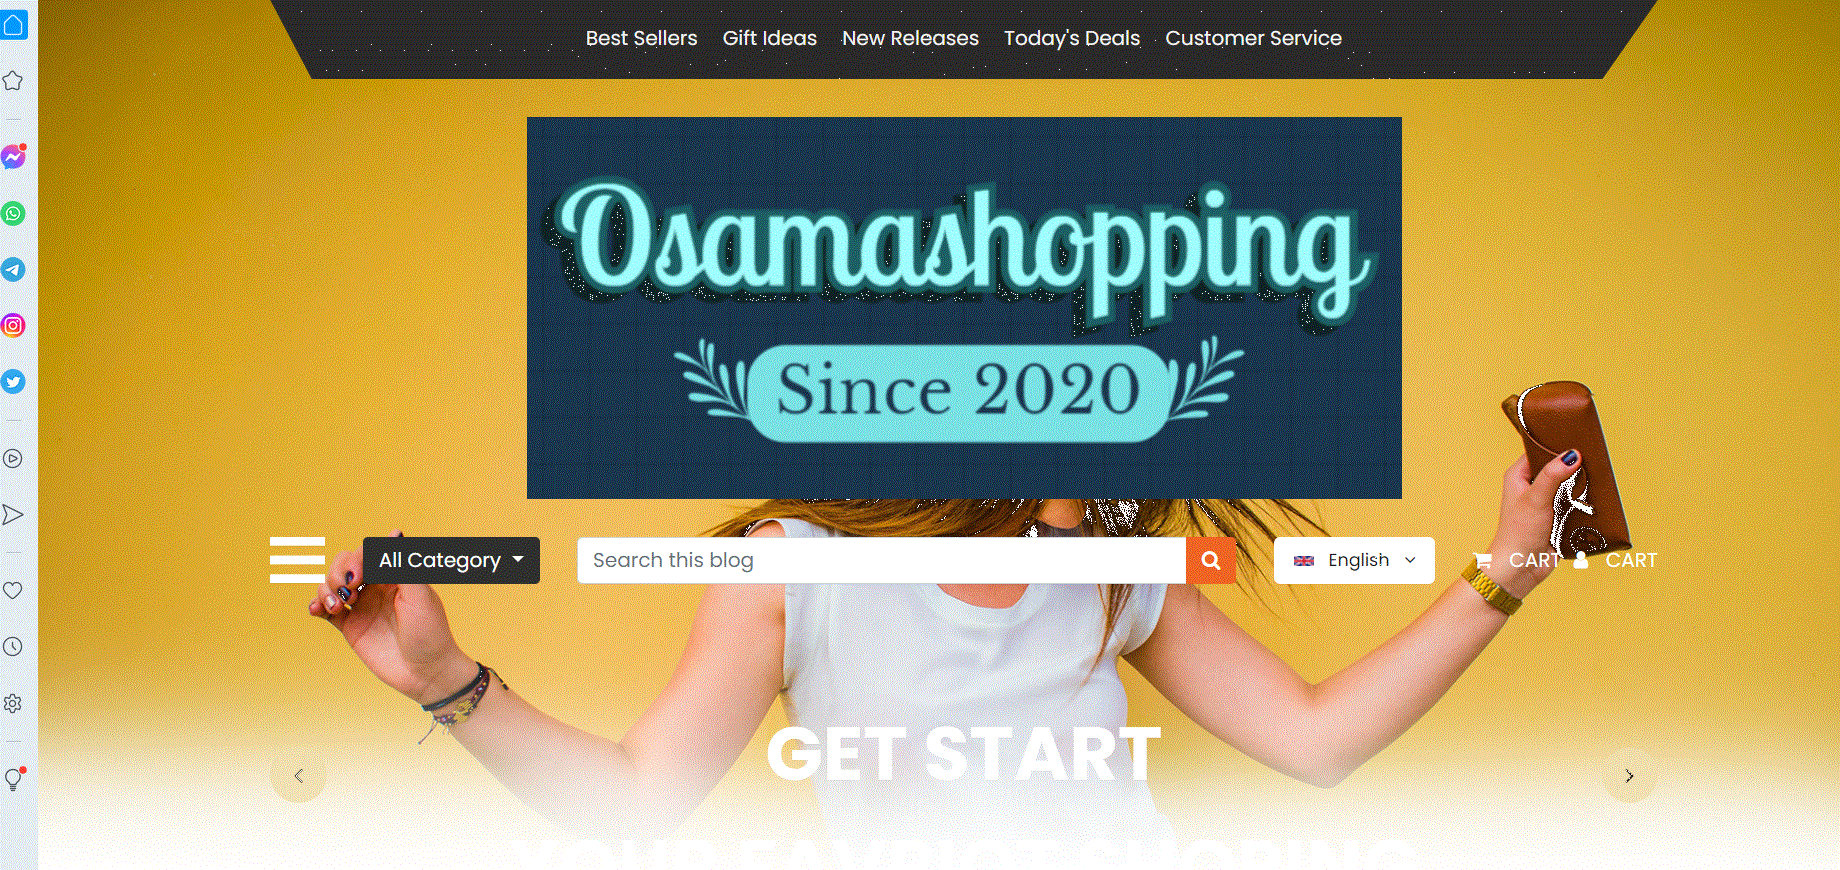 Best Sellers Gift Ideas New Releases Today's Deals Customer Service
Osamashopping
Since 2020
All Category Search this blog English CART CART
GET START